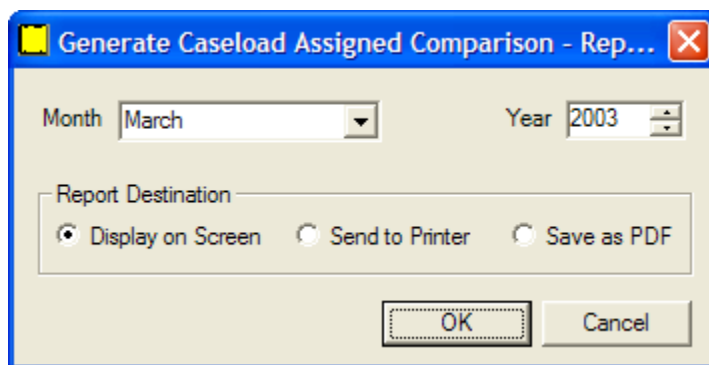 Generate Caseload Assigned Comparison - Rep...
Month March Year 2003
Report Destination
Display on Screen Send to Printer Save as PDF
OK Cancel